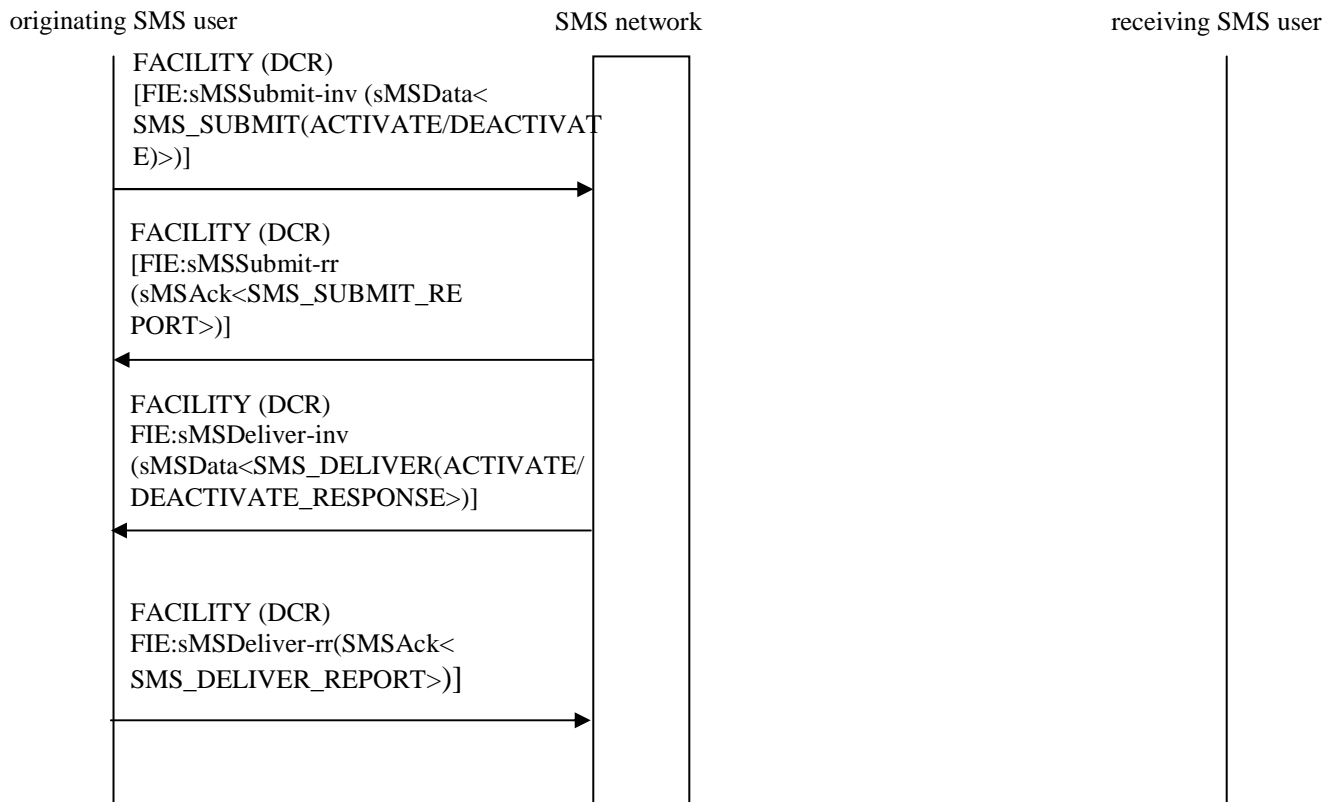 originating SMS user
SMS network
receiving SMS user
FACILITY (DCR)
[FIE:sMSSubmit-inv (sMSData<
SMS_SUBMIT(ACTIVATE/DEACTIVAT
E)>)]
FACILITY (DCR)
[FIE:sMSSubmit-rr
(sMSAck<SMS_SUBMIT_RE
PORT>)]
FACILITY (DCR)
FIE:sMSDeliver-inv
(sMSData<SMS_DELIVER(ACTIVATE/
DEACTIVATE_RESPONSE>)]
FACILITY (DCR)
FIE:sMSDeliver-rr(SMSAck<
SMS_DELIVER_REPORT>)]